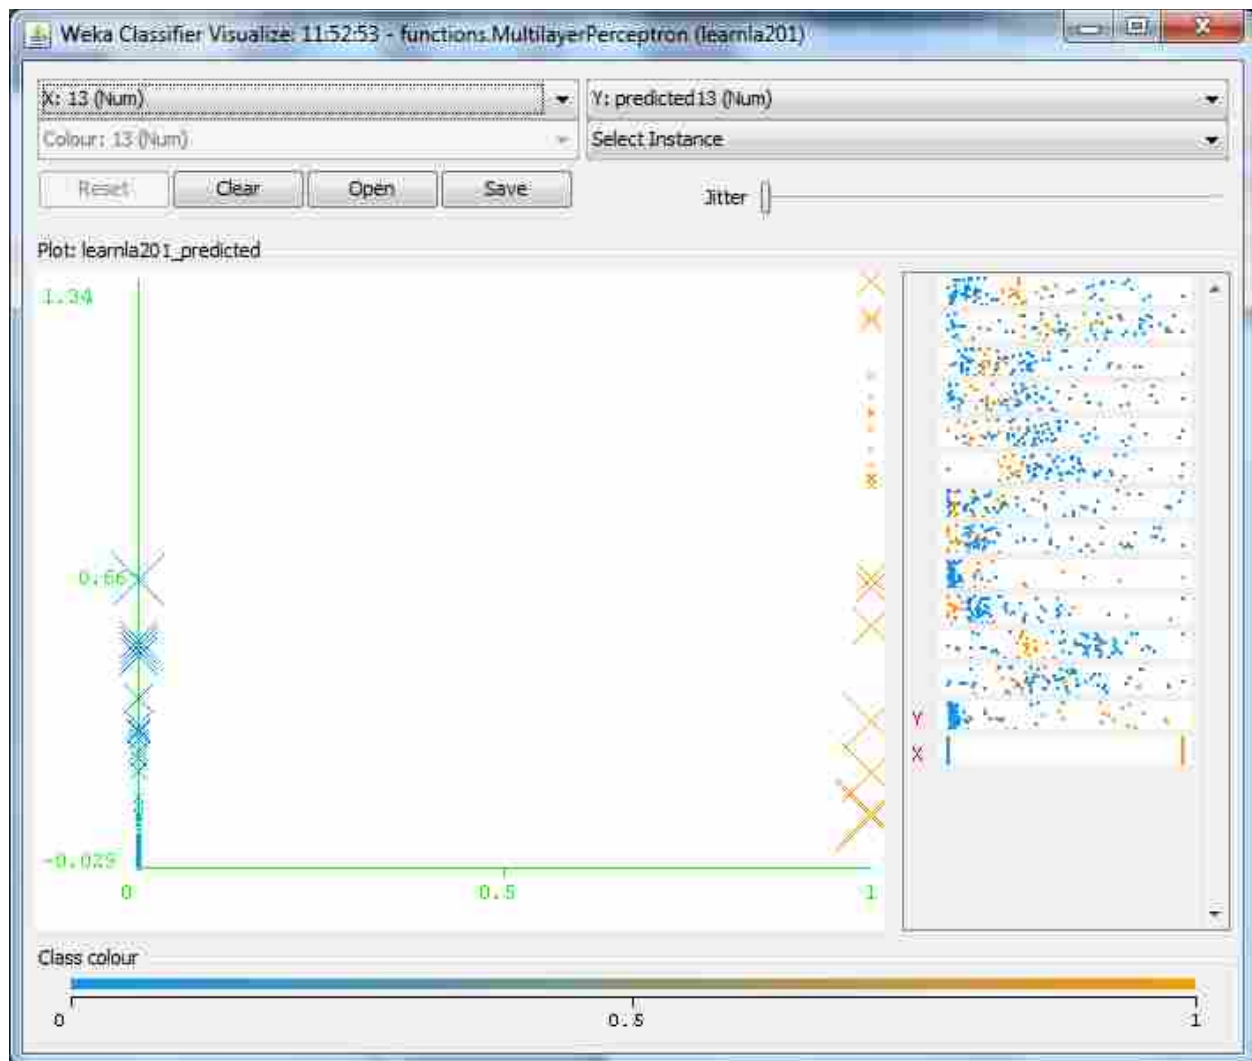 Weka Classifier Visualize: 11:52:53 - functions.MultilayerPerceptron (learnla201)
X: 13 (Num)
Y: predicted13 (Num)
Colour: 13 (Num)
Select Instance
Reset
Clear
Open
Save
Jitter
Plot: learnla201_predicted
1.34
0.66
-0.029
0
0.5
1
Y
X
Class colour
0
0.5
1